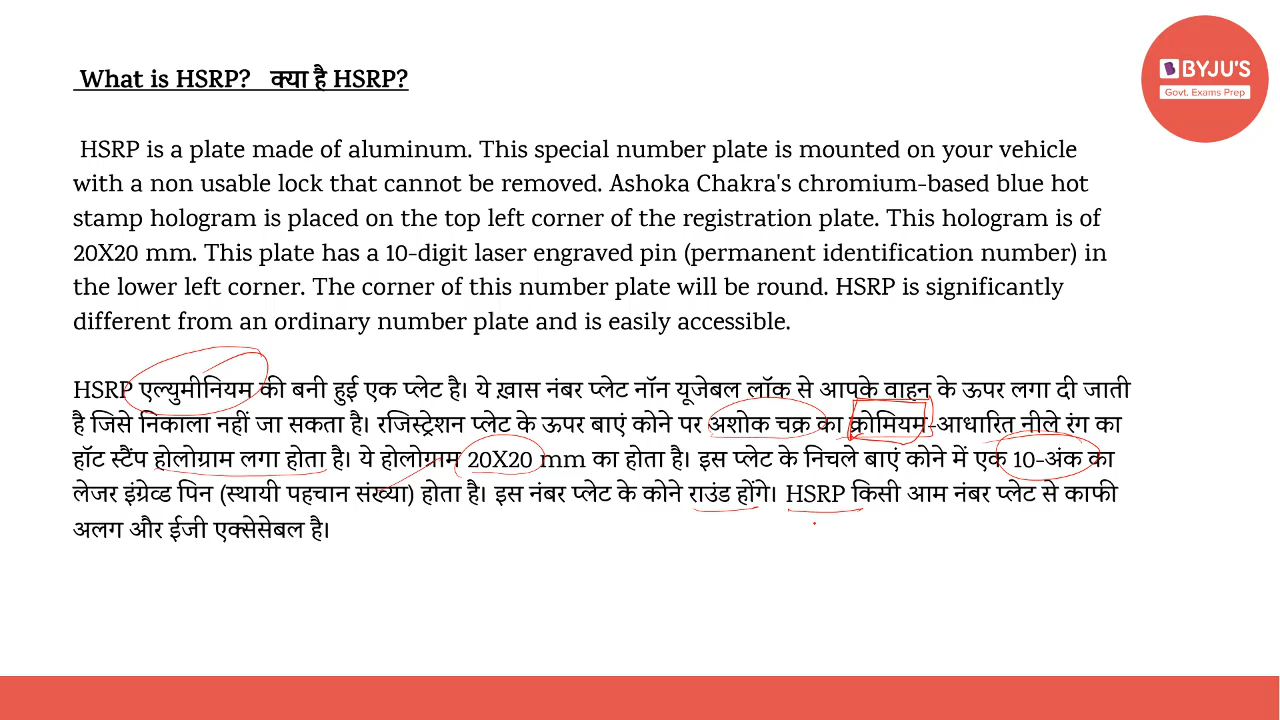 What is HSRP? क्या है HSRP?
BYJU'S
Govt. Exams Prep
HSRP is a plate made of aluminum. This special number plate is mounted on your vehicle
with a non usable lock that cannot be removed. Ashoka Chakra's chromium-based blue hot
stamp hologram is placed on the top left corner of the registration plate. This hologram is of
20X20 mm. This plate has a 10-digit laser engraved pin (permanent identification number) in
the lower left corner. The corner of this number plate will be round. HSRP is significantly
different from an ordinary number plate and is easily accessible.
HSRP एल्युमीनियम की बनी हुई एक प्लेट है। ये ख़ास नंबर प्लेट नॉन यूजेबल लॉक से आपके वाहन के ऊपर लगा दी जाती
है जिसे निकाला नहीं जा सकता है। रजिस्ट्रेशन प्लेट के ऊपर बाएं कोने पर अशोक चक्र का क्रोमियम-आधारित नीले रंग का
हॉट स्टैंप होलोग्राम लगा होता है। ये होलोग्राम 20X20 mm का होता है। इस प्लेट के निचले बाएं कोने में एक 10-अंक का
लेजर इंग्रेव्ड पिन (स्थायी पहचान संख्या) होता है। इस नंबर प्लेट के कोने राउंड होंगे। HSRP किसी आम नंबर प्लेट से काफी
अलग और ईजी एक्सेसेबल है।